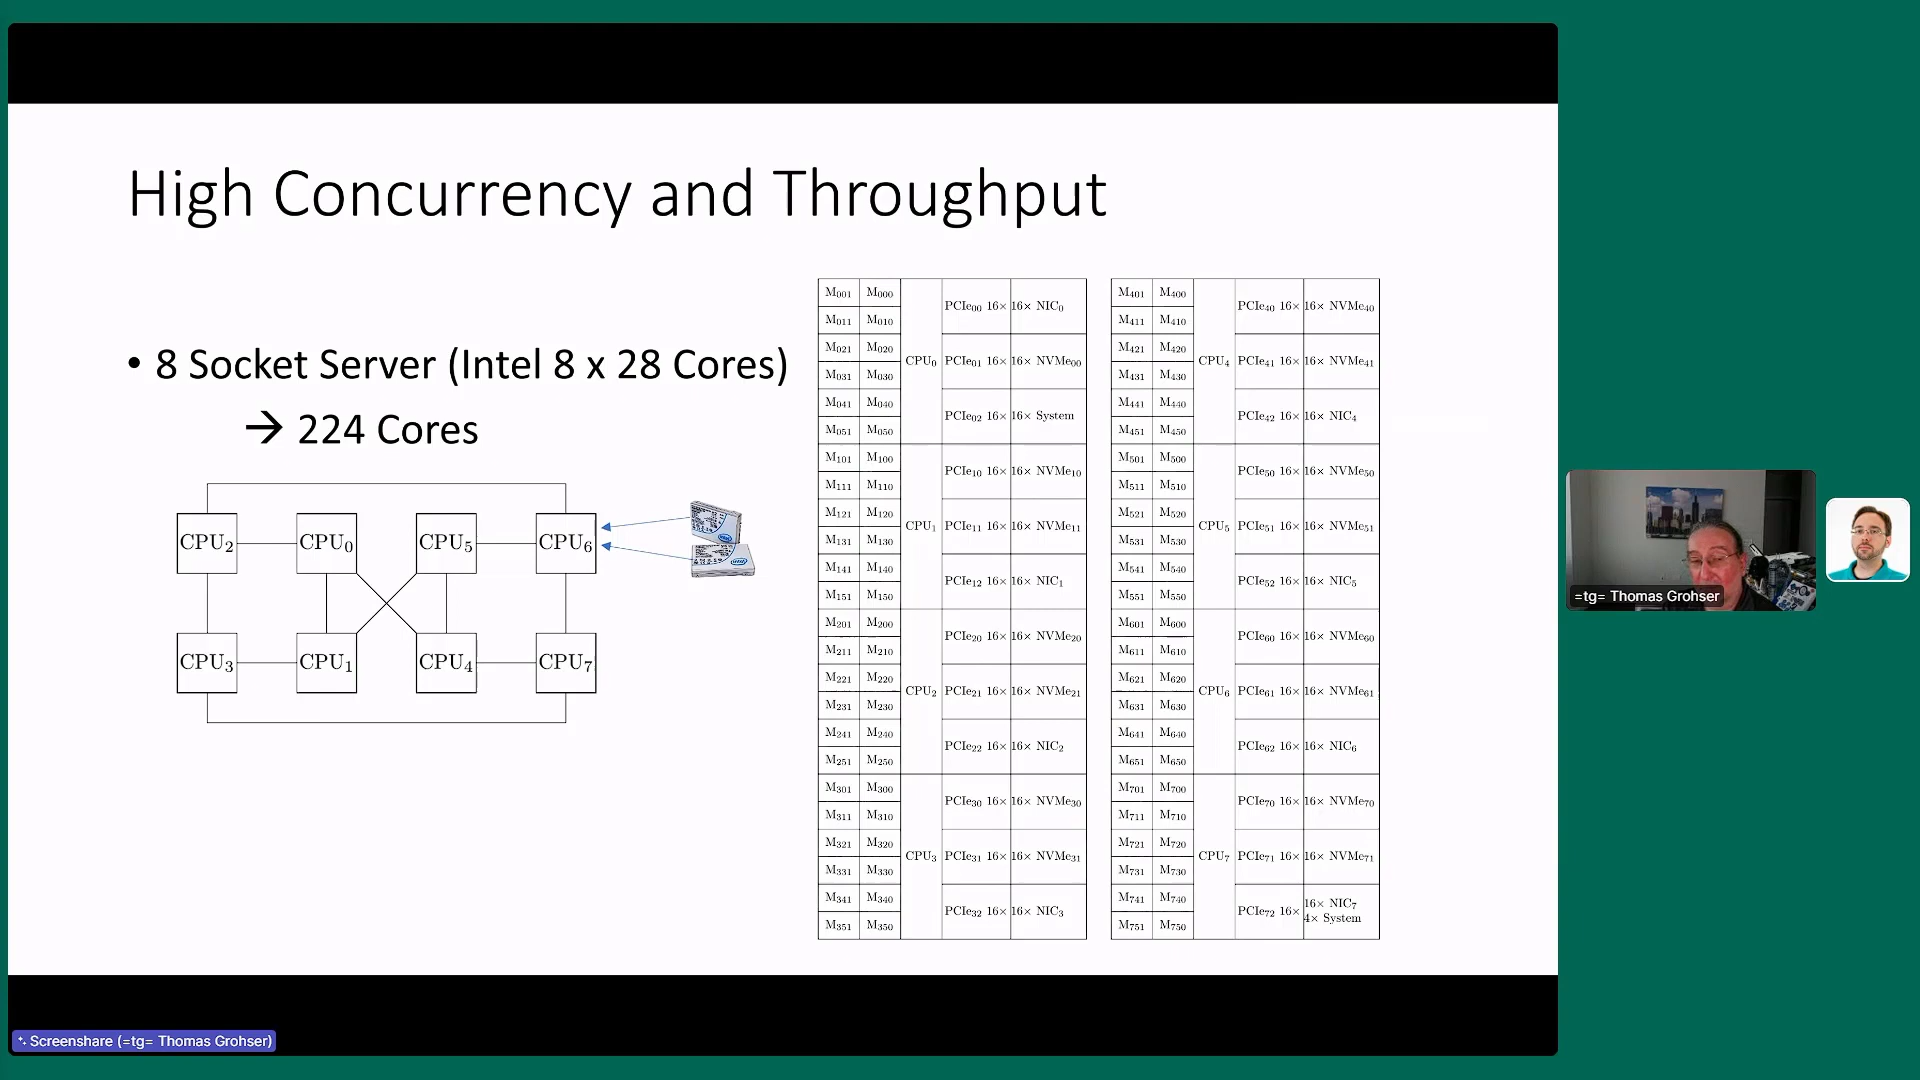 High Concurrency and Throughput
• 8 Socket Server (Intel 8 x 28 Cores)
→ 224 Cores
CPU₂ CPU₀ CPU₅ CPU₆
CPU₃ CPU₁ CPU₄ CPU₇
intel
M₀₀₁ M₀₀₀
M₀₁₁ M₀₁₀
M₀₂₁ M₀₂₀
M₀₃₁ M₀₃₀
M₀₄₁ M₀₄₀
M₀₅₁ M₀₅₀
CPU₀
PCIe₀₀ 16× 16× NIC₀
PCIe₀₁ 16× 16× NVMe₀₀
PCIe₀₂ 16× 16× System
M₁₀₁ M₁₀₀
M₁₁₁ M₁₁₀
M₁₂₁ M₁₂₀
M₁₃₁ M₁₃₀
M₁₄₁ M₁₄₀
M₁₅₁ M₁₅₀
CPU₁
PCIe₁₀ 16× 16× NVMe₁₀
PCIe₁₁ 16× 16× NVMe₁₁
PCIe₁₂ 16× 16× NIC₁
M₂₀₁ M₂₀₀
M₂₁₁ M₂₁₀
M₂₂₁ M₂₂₀
M₂₃₁ M₂₃₀
M₂₄₁ M₂₄₀
M₂₅₁ M₂₅₀
CPU₂
PCIe₂₀ 16× 16× NVMe₂₀
PCIe₂₁ 16× 16× NVMe₂₁
PCIe₂₂ 16× 16× NIC₂
M₃₀₁ M₃₀₀
M₃₁₁ M₃₁₀
M₃₂₁ M₃₂₀
M₃₃₁ M₃₃₀
M₃₄₁ M₃₄₀
M₃₅₁ M₃₅₀
CPU₃
PCIe₃₀ 16× 16× NVMe₃₀
PCIe₃₁ 16× 16× NVMe₃₁
PCIe₃₂ 16× 16× NIC₃
M₄₀₁ M₄₀₀
M₄₁₁ M₄₁₀
M₄₂₁ M₄₂₀
M₄₃₁ M₄₃₀
M₄₄₁ M₄₄₀
M₄₅₁ M₄₅₀
CPU₄
PCIe₄₀ 16× 16× NVMe₄₀
PCIe₄₁ 16× 16× NVMe₄₁
PCIe₄₂ 16× 16× NIC₄
M₅₀₁ M₅₀₀
M₅₁₁ M₅₁₀
M₅₂₁ M₅₂₀
M₅₃₁ M₅₃₀
M₅₄₁ M₅₄₀
M₅₅₁ M₅₅₀
CPU₅
PCIe₅₀ 16× 16× NVMe₅₀
PCIe₅₁ 16× 16× NVMe₅₁
PCIe₅₂ 16× 16× NIC₅
M₆₀₁ M₆₀₀
M₆₁₁ M₆₁₀
M₆₂₁ M₆₂₀
M₆₃₁ M₆₃₀
M₆₄₁ M₆₄₀
M₆₅₁ M₆₅₀
CPU₆
PCIe₆₀ 16× 16× NVMe₆₀
PCIe₆₁ 16× 16× NVMe₆₁
PCIe₆₂ 16× 16× NIC₆
M₇₀₁ M₇₀₀
M₇₁₁ M₇₁₀
M₇₂₁ M₇₂₀
M₇₃₁ M₇₃₀
M₇₄₁ M₇₄₀
M₇₅₁ M₇₅₀
CPU₇
PCIe₇₀ 16× 16× NVMe₇₀
PCIe₇₁ 16× 16× NVMe₇₁
PCIe₇₂ 16× 16× NIC₇
4× System
=tg= Thomas Grohser
Screenshare (=tg= Thomas Grohser)